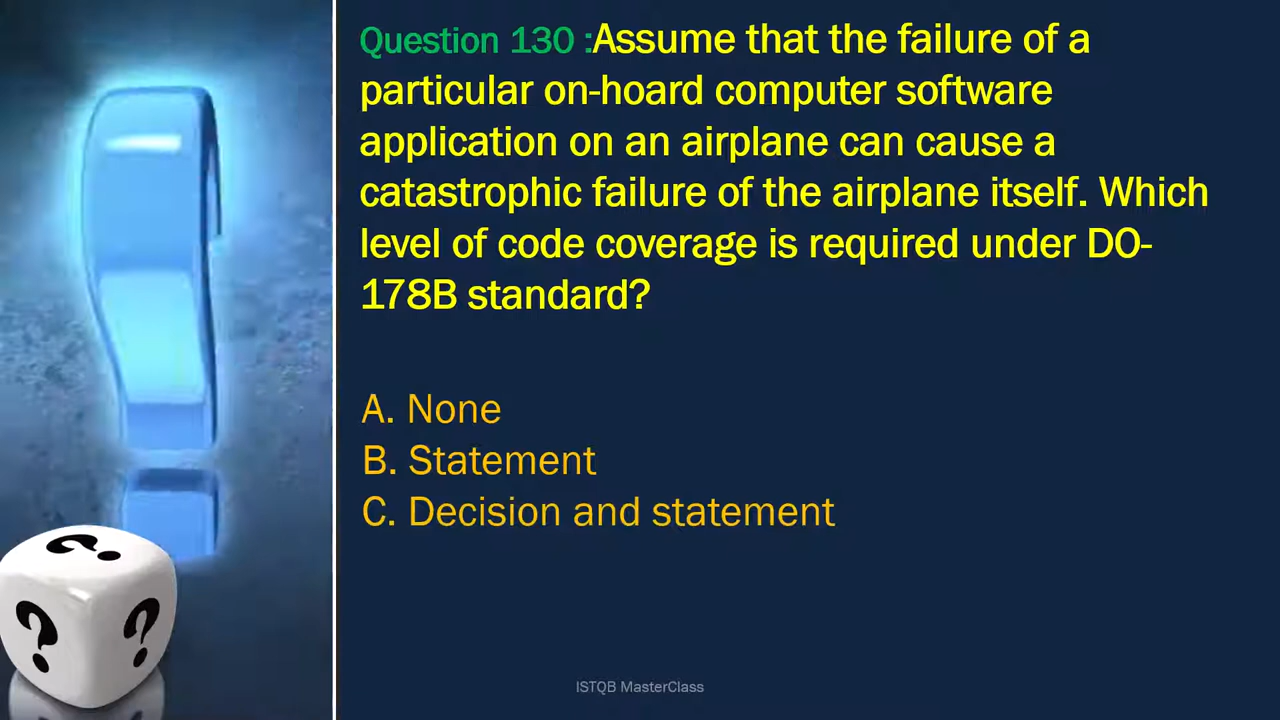 Question 130 :Assume that the failure of a
particular on-hoard computer software
application on an airplane can cause a
catastrophic failure of the airplane itself. Which
level of code coverage is required under DO-
178B standard?
A. None
B. Statement
C. Decision and statement
ISTQB MasterClass